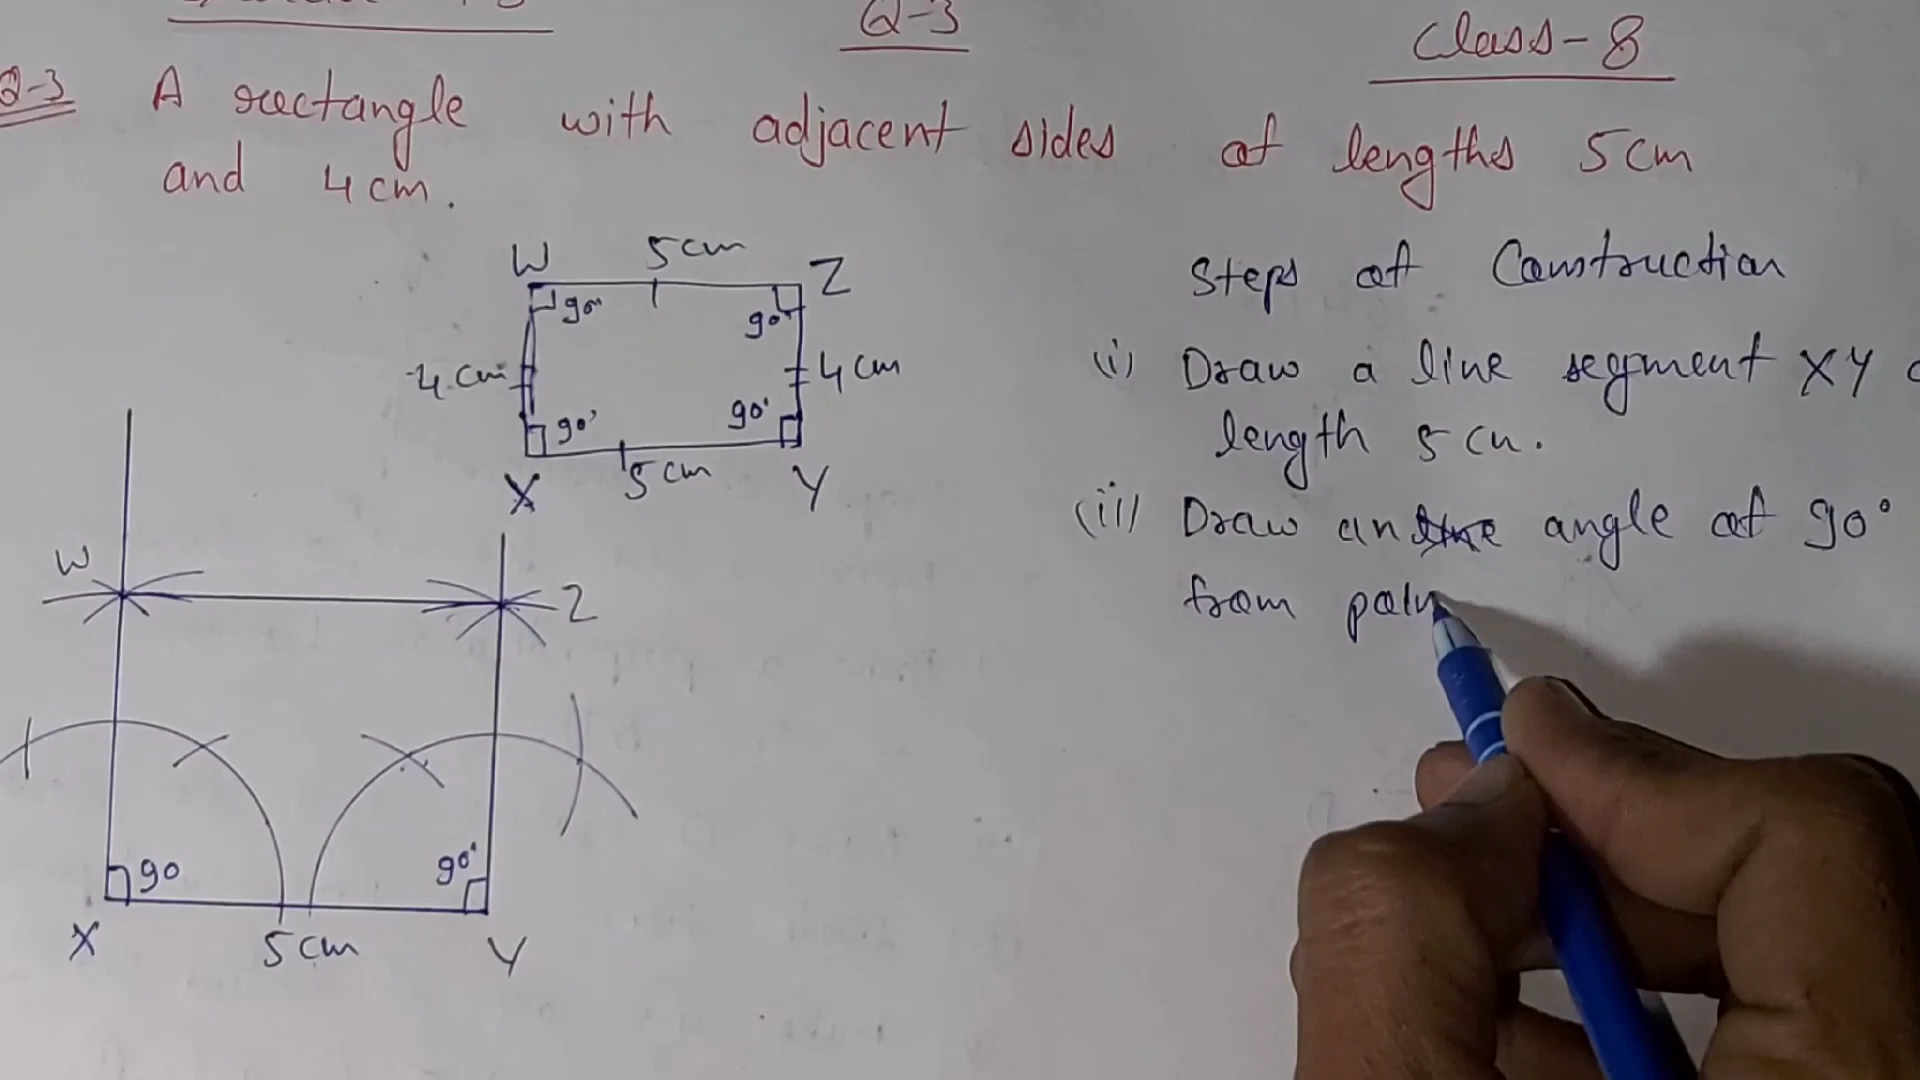 Q-3
Class-8
Q-3 A rectangle with adjacent sides of lengths 5cm
and 4cm.
W 5cm Z
90° 90°
4cm 4cm
90° 90°
X 5cm Y
Steps of Construction
(i) Draw a line segment XY
length 5cm.
(ii) Draw an angle of 90°
from
W Z
90 90°
X 5cm Y